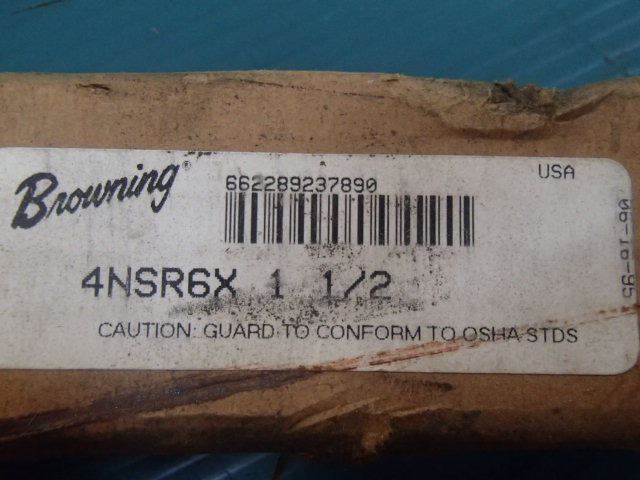 Browning®
662289237890
USA
4NSR6X 1 1/2
CAUTION: GUARD TO CONFORM TO OSHA STDS